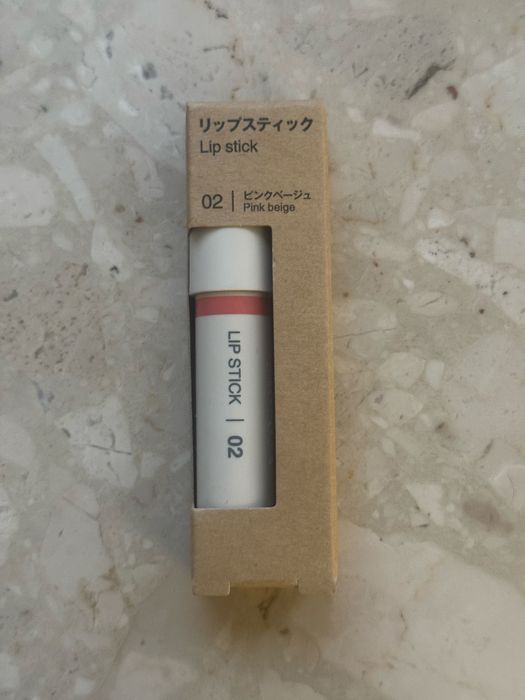 リップスティック
Lip stick
02 | ピンクベージュ
Pink beige
LIP STICK | 02